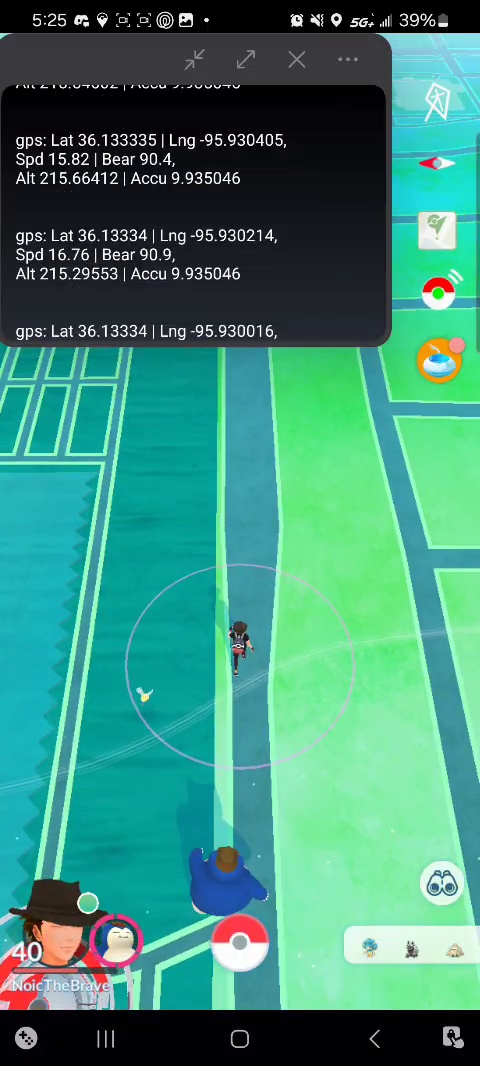 5:25
5G+
39%
gps: Lat 36.133335 | Lng -95.930405,
Spd 15.82 | Bear 90.4,
Alt 215.66412 | Accu 9.935046
gps: Lat 36.13334 | Lng -95.930214,
Spd 16.76 | Bear 90.9,
Alt 215.29553 | Accu 9.935046
gps: Lat 36.13334 | Lng -95.930016,
40
NoicTheBrave